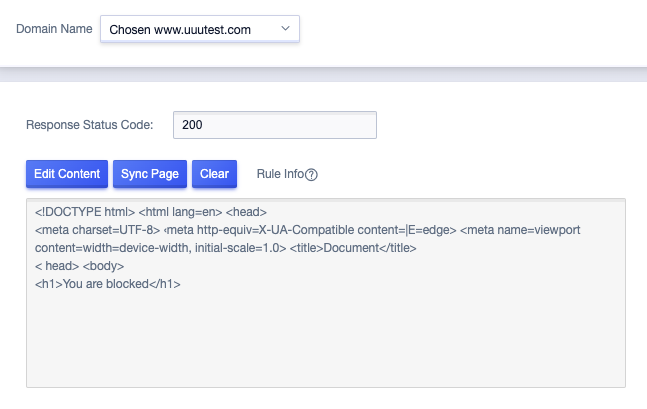 Domain Name Chosen www.uuutest.com
Response Status Code: 200
Edit Content Sync Page Clear Rule Info?
<!DOCTYPE html> <html lang=en> <head>
<meta charset=UTF-8> <meta http-equiv=X-UA-Compatible content=|E=edge> <meta name=viewport
content=width=device-width, initial-scale=1.0> <title>Document</title>
< head> <body>
<h1>You are blocked</h1>